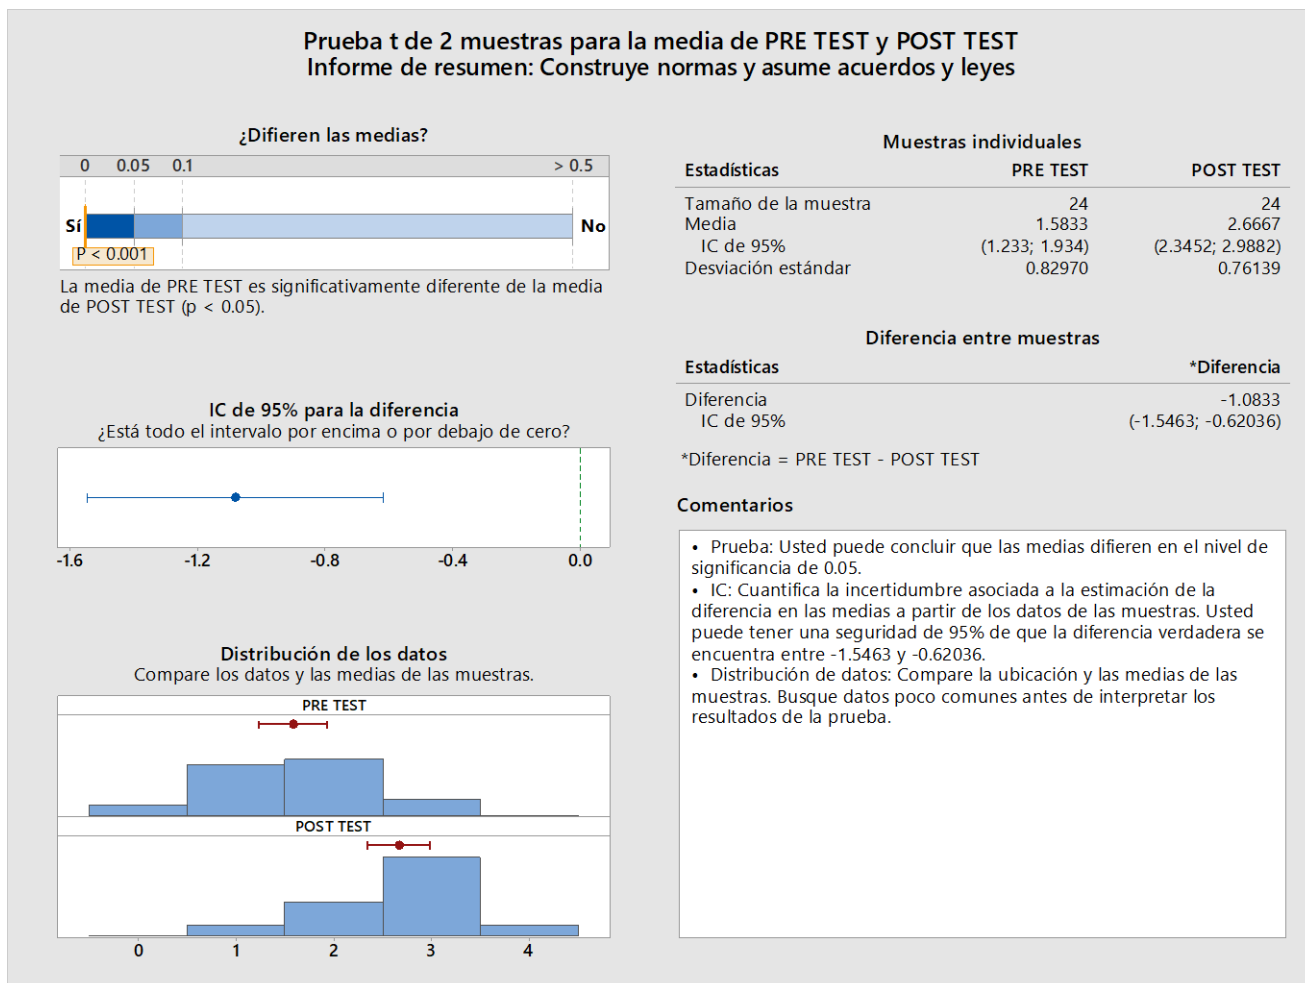 Prueba t de 2 muestras para la media de PRE TEST y POST TEST
Informe de resumen: Construye normas y asume acuerdos y leyes
¿Difieren las medias?
0 0.05 0.1 > 0.5
Sí No
P < 0.001
La media de PRE TEST es significativamente diferente de la media
de POST TEST (p < 0.05).
IC de 95% para la diferencia
¿Está todo el intervalo por encima o por debajo de cero?
-1.6 -1.2 -0.8 -0.4 0.0
Distribución de los datos
Compare los datos y las medias de las muestras.
PRE TEST
POST TEST
0 1 2 3 4
Muestras individuales
Estadísticas PRE TEST POST TEST
Tamaño de la muestra 24 24
Media 1.5833 2.6667
IC de 95% (1.233; 1.934) (2.3452; 2.9882)
Desviación estándar 0.82970 0.76139
Diferencia entre muestras
Estadísticas *Diferencia
Diferencia -1.0833
IC de 95% (-1.5463; -0.62036)
*Diferencia = PRE TEST - POST TEST
Comentarios
• Prueba: Usted puede concluir que las medias difieren en el nivel de
significancia de 0.05.
• IC: Cuantifica la incertidumbre asociada a la estimación de la
diferencia en las medias a partir de los datos de las muestras. Usted
puede tener una seguridad de 95% de que la diferencia verdadera se
encuentra entre -1.5463 y -0.62036.
• Distribución de datos: Compare la ubicación y las medias de las
muestras. Busque datos poco comunes antes de interpretar los
resultados de la prueba.